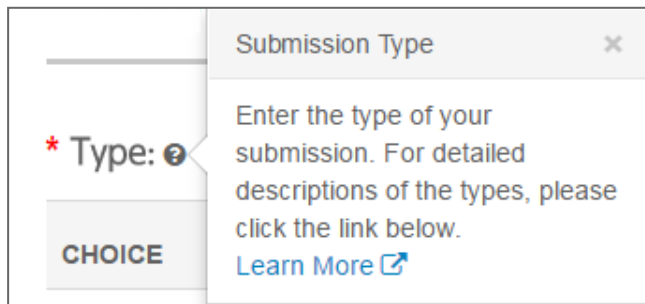 Submission Type ×
Enter the type of your
submission. For detailed
descriptions of the types, please
click the link below.
Learn More
* Type: ?
CHOICE